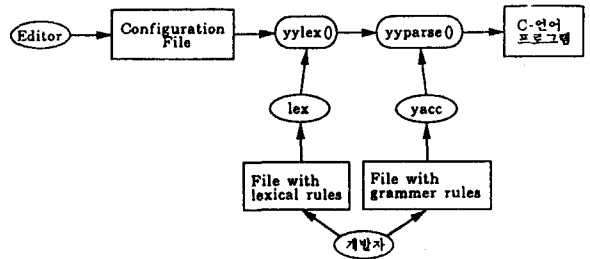 Editor
Configuration
File
yylex()
yyparse()
C-언어
프로그램
lex
yacc
File with
lexical rules
File with
grammer rules
개발자